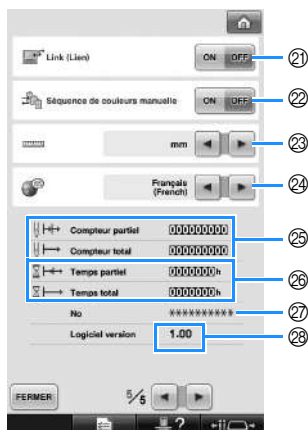 Link (Lien) ON OFF ㉑
Séquence de couleurs manuelle ON OFF ㉒
mm ㉓
Français
(French) ㉔
Compteur partiel 000000000
Compteur total 000000000 ㉕
Temps partiel 0000000h
Temps total 0000000h ㉖
No ********** ㉗
Logiciel version 1.00 ㉘
FERMER 5/5
?